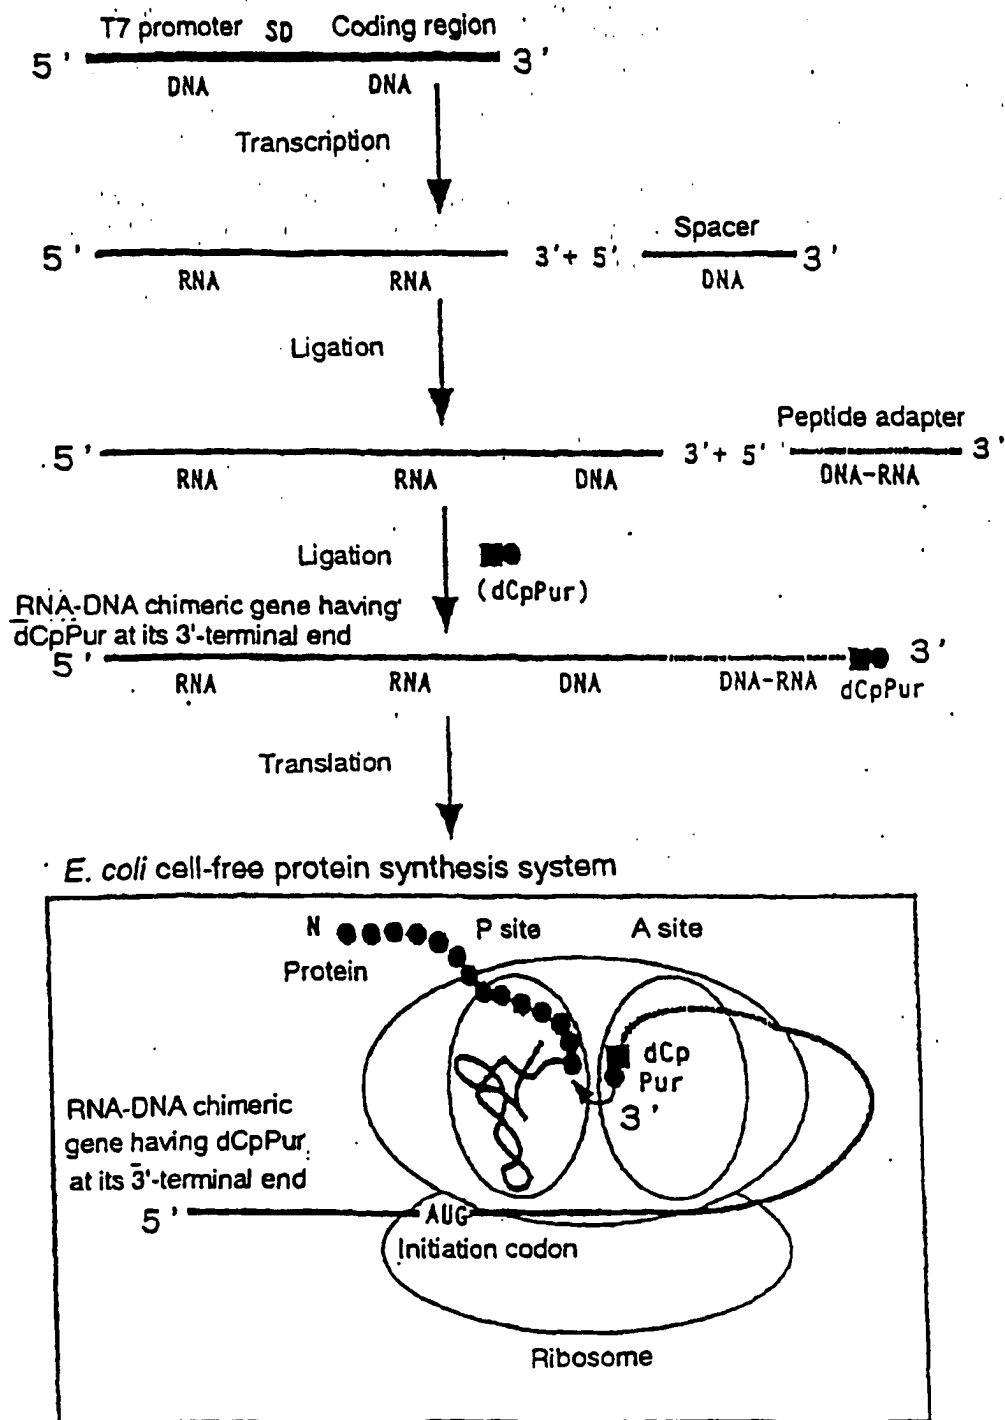 T7 promoter SD Coding region
5' 3'
DNA DNA
Transcription
Spacer
5' 3'+ 5' 3'
RNA RNA DNA
Ligation
Peptide adapter
5' 3'+ 5' 3'
RNA RNA DNA DNA-RNA
Ligation
(dCpPur)
RNA-DNA chimeric gene having
dCpPur at its 3'-terminal end
5' 3'
RNA RNA DNA DNA-RNA dCpPur
Translation
E. coli cell-free protein synthesis system
N P site A site
Protein
dCp
Pur
3'
RNA-DNA chimeric
gene having dCpPur
at its 3'-terminal end
5' AUG
Initiation codon
Ribosome